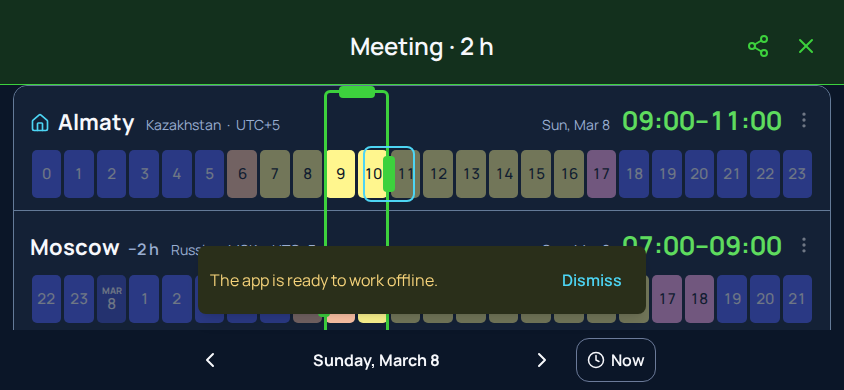 Meeting · 2 h
Almaty Kazakhstan · UTC+5 Sun, Mar 8 09:00–11:00
0 1 2 3 4 5 6 7 8 9 10 11 12 13 14 15 16 17 18 19 20 21 22 23
Moscow −2 h 07:00–09:00
The app is ready to work offline. Dismiss
22 23 MAR 8 1 2 17 18 19 20 21
Sunday, March 8 Now